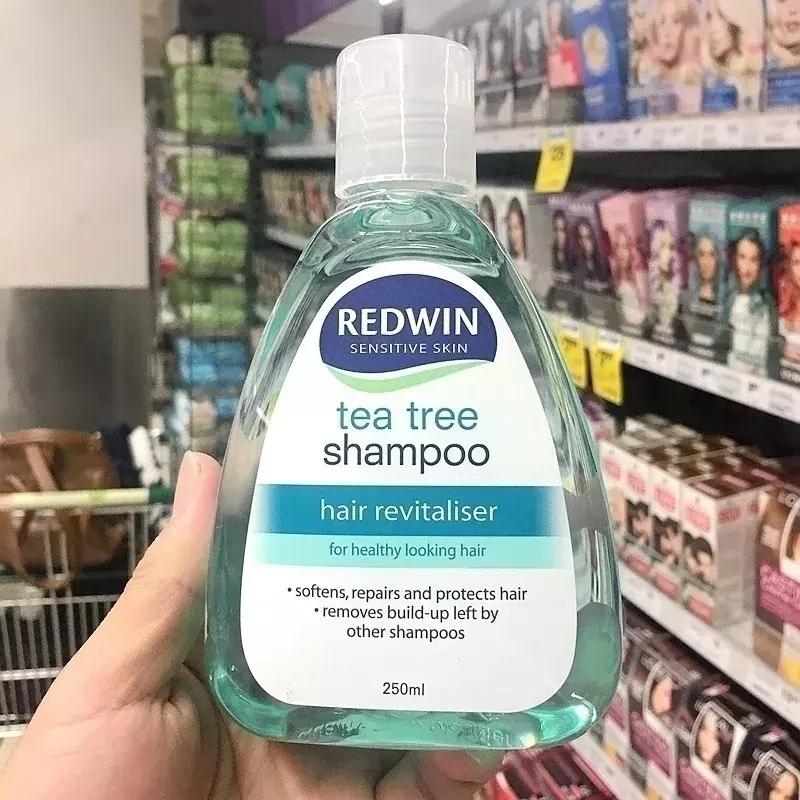 REDWIN
SENSITIVE SKIN
tea tree
shampoo
hair revitaliser
for healthy looking hair
• softens, repairs and protects hair
• removes build-up left by
other shampoos
250ml